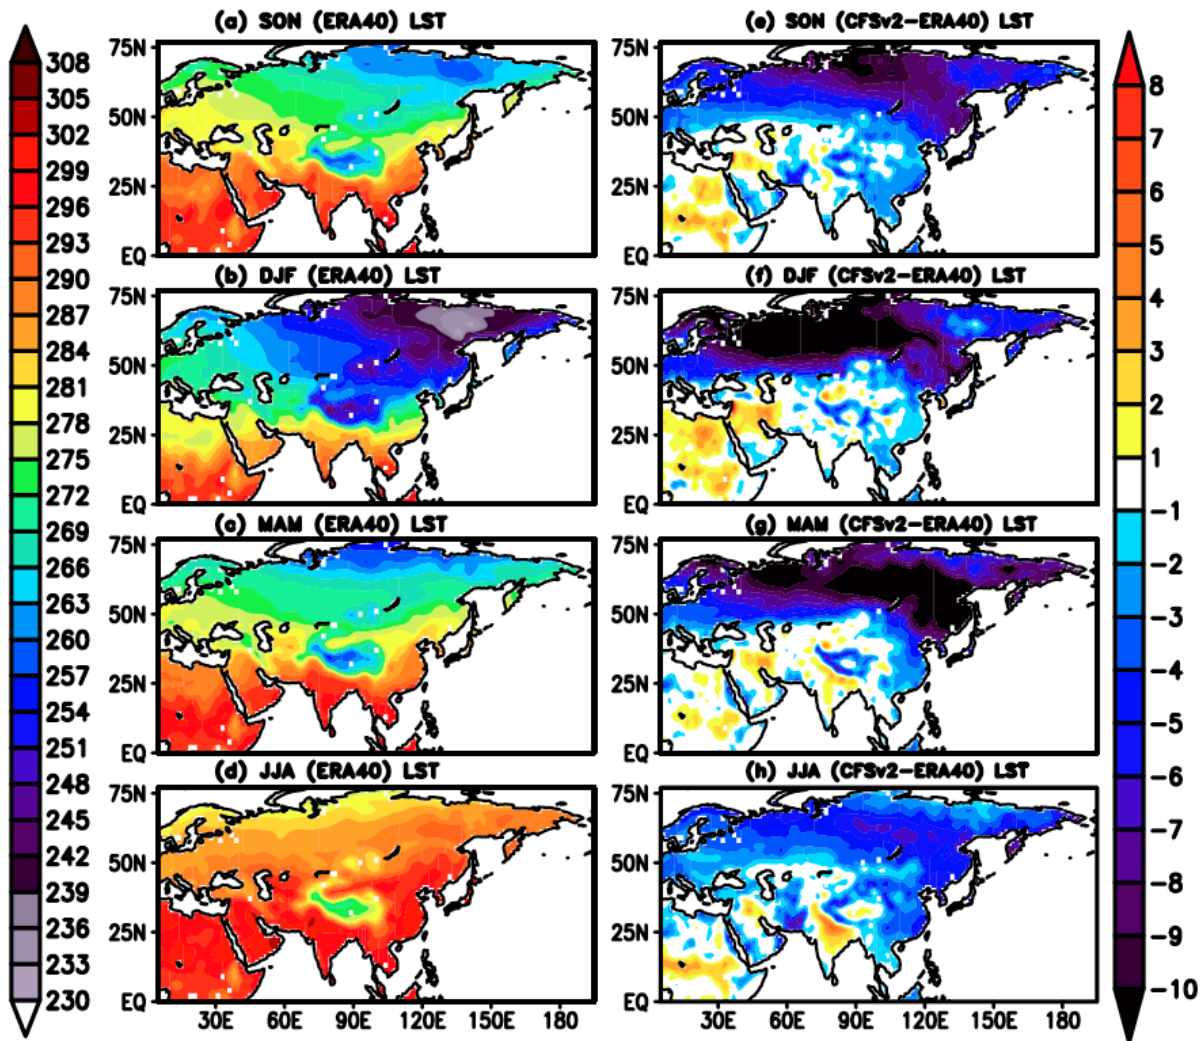 (a) SON (ERA40) LST
(e) SON (CFSv2-ERA40) LST
75N
50N
25N
EQ
(b) DJF (ERA40) LST
(f) DJF (CFSv2-ERA40) LST
75N
50N
25N
EQ
(c) MAM (ERA40) LST
(g) MAM (CFSv2-ERA40) LST
75N
50N
25N
EQ
(d) JJA (ERA40) LST
(h) JJA (CFSv2-ERA40) LST
75N
50N
25N
EQ
30E 60E 90E 120E 150E 180
75N
50N
25N
EQ
75N
50N
25N
EQ
75N
50N
25N
EQ
75N
50N
25N
EQ
30E 60E 90E 120E 150E 180
308
305
302
299
296
293
290
287
284
281
278
275
272
269
266
263
260
257
254
251
248
245
242
239
236
233
230
8
7
6
5
4
3
2
1
-1
-2
-3
-4
-5
-6
-7
-8
-9
-10